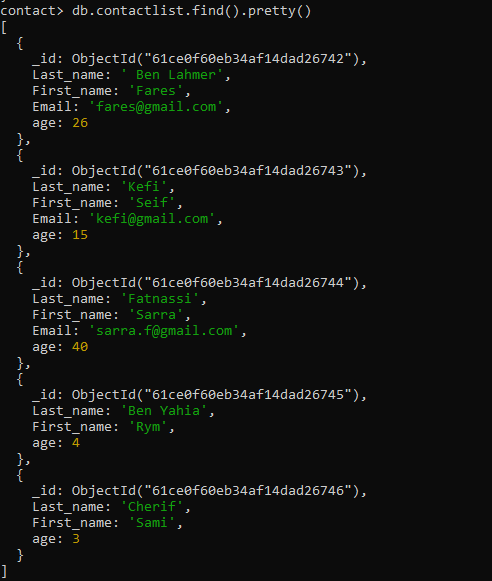 contact> db.contactlist.find().pretty()
[
  {
    _id: ObjectId("61ce0f60eb34af14dad26742"),
    Last_name: ' Ben Lahmer',
    First_name: 'Fares',
    Email: 'fares@gmail.com',
    age: 26
  },
  {
    _id: ObjectId("61ce0f60eb34af14dad26743"),
    Last_name: 'Kefi',
    First_name: 'Seif',
    Email: 'kefi@gmail.com',
    age: 15
  },
  {
    _id: ObjectId("61ce0f60eb34af14dad26744"),
    Last_name: 'Fatnassi',
    First_name: 'Sarra',
    Email: 'sarra.f@gmail.com',
    age: 40
  },
  {
    _id: ObjectId("61ce0f60eb34af14dad26745"),
    Last_name: 'Ben Yahia',
    First_name: 'Rym',
    age: 4
  },
  {
    _id: ObjectId("61ce0f60eb34af14dad26746"),
    Last_name: 'Cherif',
    First_name: 'Sami',
    age: 3
  }
]